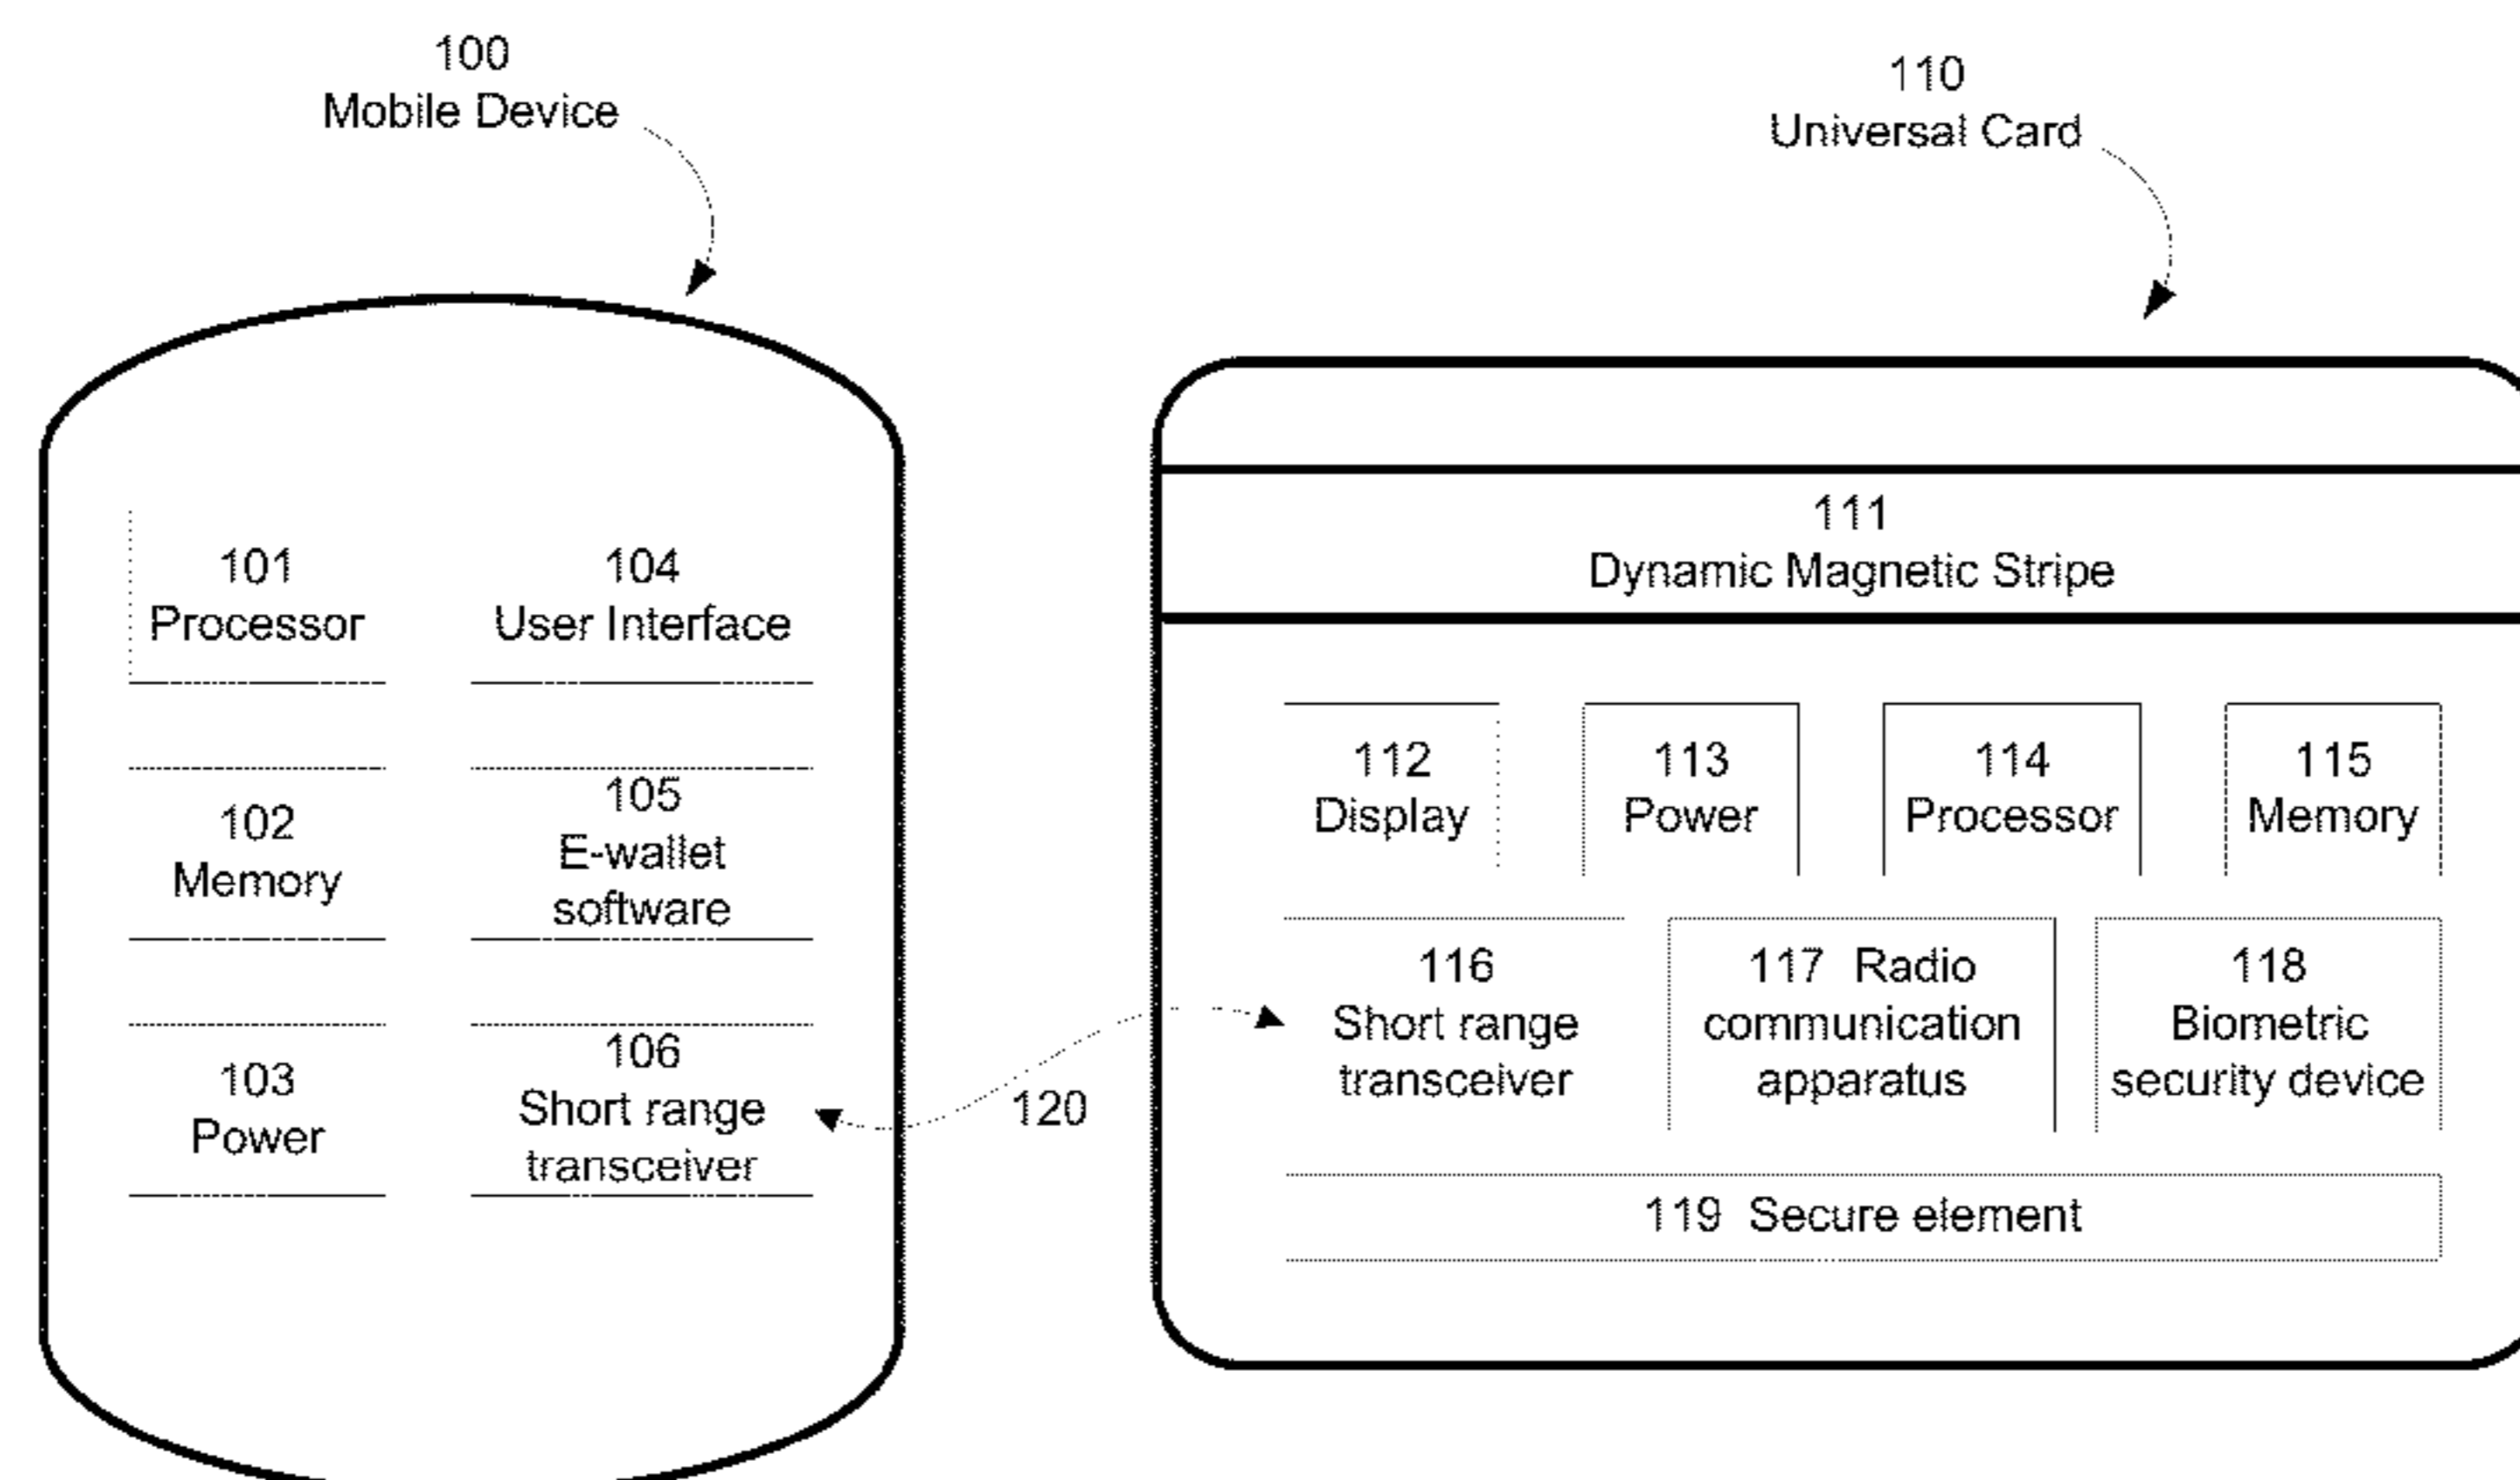 100
Mobile Device
101
Processor
104
User Interface
102
Memory
105
E-wallet
software
103
Power
106
Short range
transceiver
120
110
Universal Card
111
Dynamic Magnetic Stripe
112
Display
113
Power
114
Processor
115
Memory
116
Short range
transceiver
117 Radio
communication
apparatus
118
Biometric
security device
119 Secure element